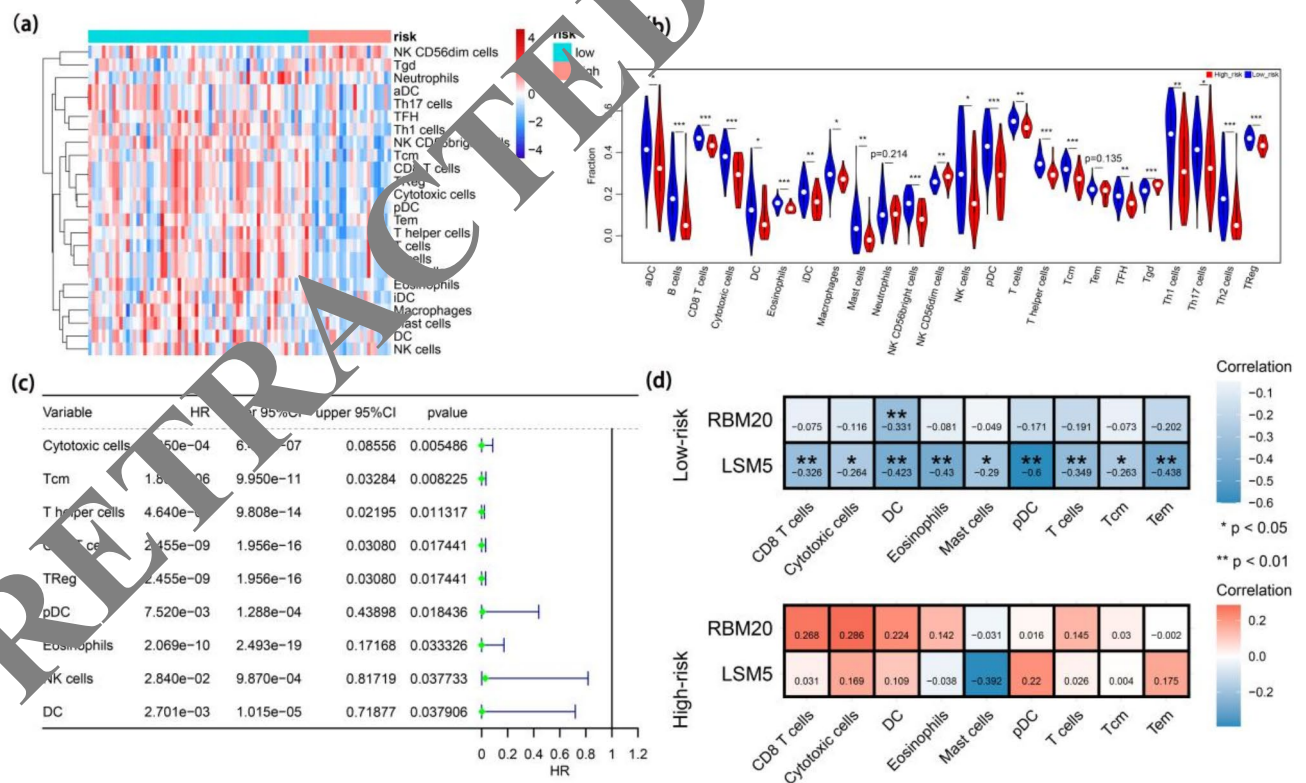 (a)
risk
NK CD56dim cells
Tgd
Neutrophils
aDC
Th17 cells
TFH
Th1 cells
NK CD56bright cells
Tcm
CD8 T cells
TReg
Cytotoxic cells
pDC
Tem
T helper cells
T cells
cells
Eosinophils
iDC
Macrophages
Mast cells
DC
NK cells
4
0
−2
−4
risk
low
high
(b)
High_risk Low_risk
Fraction
0.6
0.4
0.2
0.0
* *** *** *** * *** ** * ** p=0.214 *** ** * *** ** *** *** p=0.135 ** *** ** * *** ***
aDC
B cells
CD8 T cells
Cytotoxic cells
DC
Eosinophils
iDC
Macrophages
Mast cells
Neutrophils
NK CD56bright cells
NK CD56dim cells
NK cells
pDC
T cells
T helper cells
Tcm
Tem
TFH
Tgd
Th1 cells
Th17 cells
Th2 cells
TReg
(c)
Variable HR 95%CI upper 95%CI pvalue
Cytotoxic cells 0.08556 0.005486
Tcm 9.950e−11 0.03284 0.008225
T helper cells 9.808e−14 0.02195 0.011317
2.455e−09 1.956e−16 0.03080 0.017441
TReg 2.455e−09 1.956e−16 0.03080 0.017441
pDC 7.520e−03 1.288e−04 0.43898 0.018436
Eosinophils 2.069e−10 2.493e−19 0.17168 0.033326
NK cells 2.840e−02 9.870e−04 0.81719 0.037733
DC 2.701e−03 1.015e−05 0.71877 0.037906
0 0.2 0.4 0.6 0.8 1 1.2
HR
(d)
Low-risk
RBM20
−0.075 −0.116 ** −0.331 −0.081 −0.049 −0.171 −0.191 −0.073 −0.202
LSM5
** * ** ** * ** ** * **
−0.326 −0.264 −0.423 −0.43 −0.29 −0.6 −0.349 −0.263 −0.438
CD8 T cells
Cytotoxic cells
DC
Eosinophils
Mast cells
pDC
T cells
Tcm
Tem
Correlation
−0.1
−0.2
−0.3
−0.4
−0.5
−0.6
* p < 0.05
** p < 0.01
High-risk
RBM20
0.268 0.286 0.224 0.142 −0.031 0.016 0.145 0.03 −0.002
LSM5
0.031 0.169 0.109 −0.038 −0.392 0.22 0.026 0.004 0.175
CD8 T cells
Cytotoxic cells
DC
Eosinophils
Mast cells
pDC
T cells
Tcm
Tem
Correlation
0.2
0.0
−0.2
RETRACTED